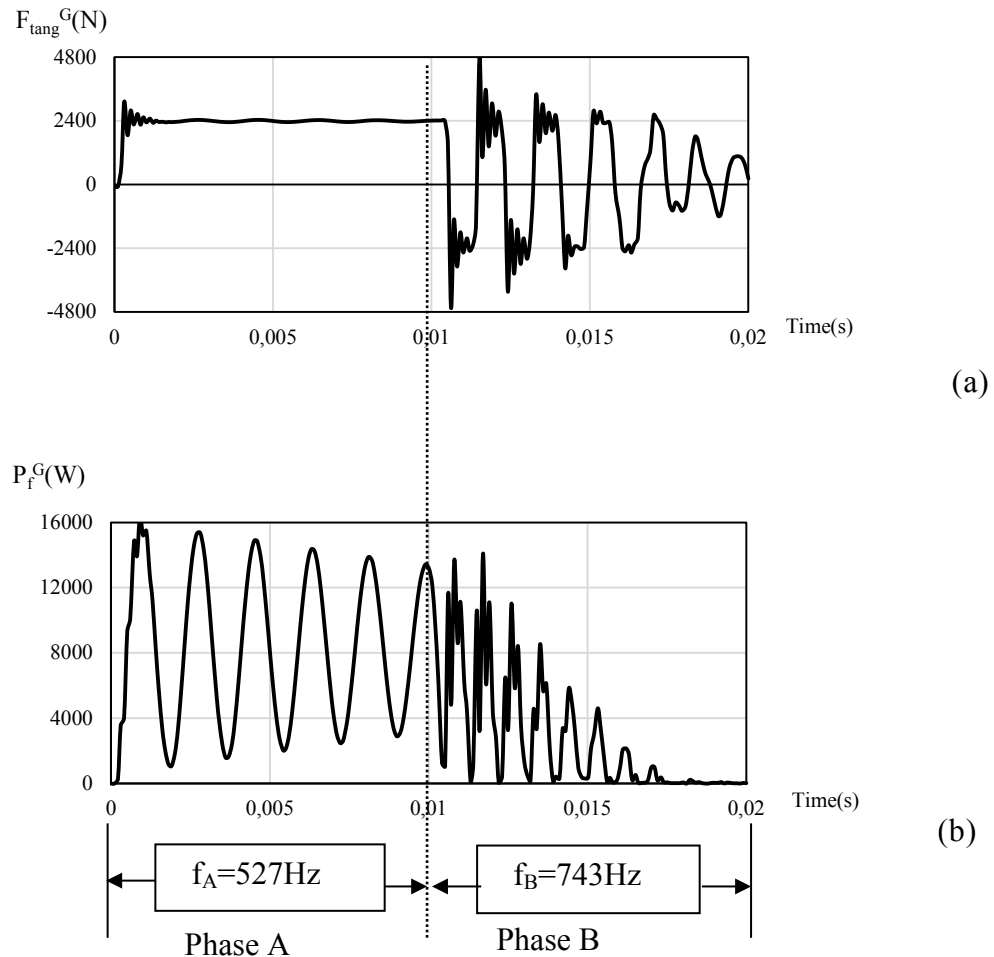 F_tang^G(N)
4800
2400
0
-2400
-4800
0 0,005 0,01 0,015 0,02
Time(s)
(a)
P_f^G(W)
16000
12000
8000
4000
0
0 0,005 0,01 0,015 0,02
Time(s)
(b)
f_A=527Hz f_B=743Hz
Phase A Phase B